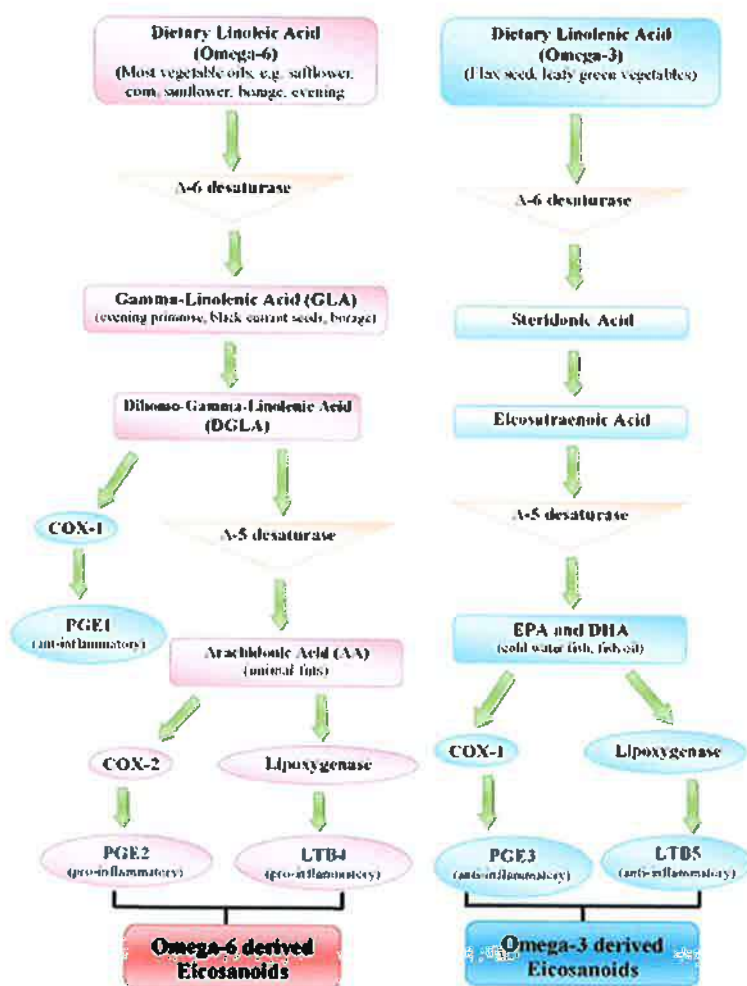 Dietary Linoleic Acid
(Omega-6)
(Most vegetable oils, e.g. safflower,
corn, sunflower, borage, evening
Δ-6 desaturase
Gamma-Linolenic Acid (GLA)
(evening primrose, black currant seeds, borage)
Dihomo-Gamma-Linolenic Acid
(DGLA)
COX-1
PGE1
(anti-inflammatory)
Δ-5 desaturase
Arachidonic Acid (AA)
(animal fats)
COX-2
Lipoxygenase
PGE2
(pro-inflammatory)
LTB4
(pro-inflammatory)
Omega-6 derived
Eicosanoids
Dietary Linolenic Acid
(Omega-3)
(Flax seed, leafy green vegetables)
Δ-6 desaturase
Steridonic Acid
Eicosutraenoic Acid
Δ-5 desaturase
EPA and DHA
(cold water fish, fish oil)
COX-1
Lipoxygenase
PGE3
(anti-inflammatory)
LTB5
(anti-inflammatory)
Omega-3 derived
Eicosanoids